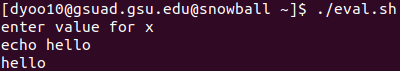 [dyoo10@gsuad.gsu.edu@snowball ~]$ ./eval.sh
enter value for x
echo hello
hello